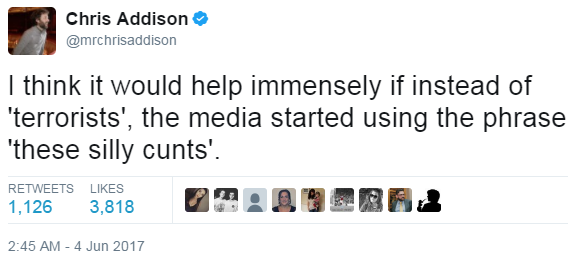 Chris Addison
@mrchrisaddison
I think it would help immensely if instead of
'terrorists', the media started using the phrase
'these silly cunts'.
RETWEETS LIKES
1,126 3,818
2:45 AM - 4 Jun 2017